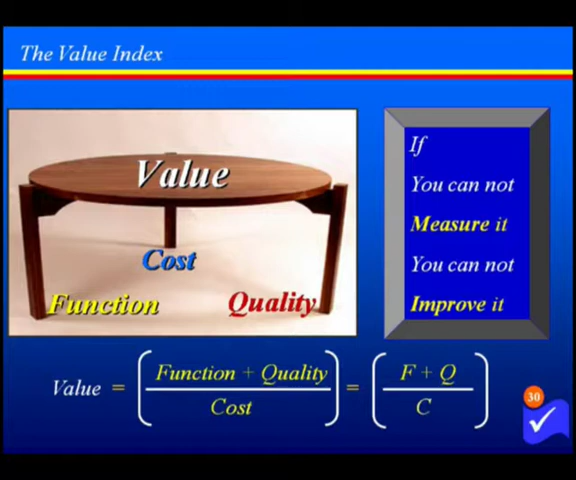 The Value Index
Value
Cost
Function
Quality
If
You can not
Measure it
You can not
Improve it
Value = ( Function + Quality / Cost ) = ( F + Q / C )
30